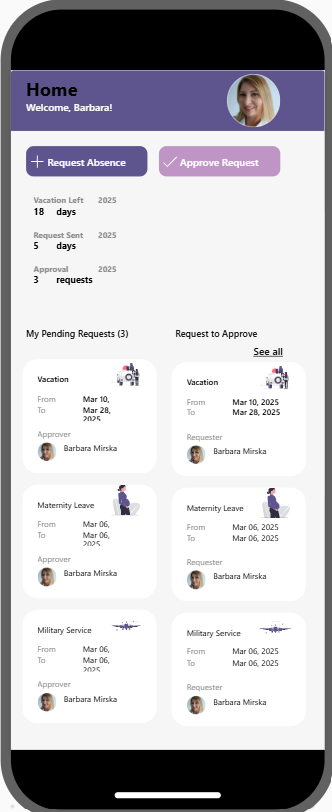 Home
Welcome, Barbara!
Request Absence
Approve Request
Vacation Left 2025
18 days
Request Sent 2025
5 days
Approval 2025
3 requests
My Pending Requests (3)
Request to Approve
See all
Vacation
From Mar 10,
To Mar 28,
2025
Approver
Barbara Mirska
Vacation
From Mar 10, 2025
To Mar 28, 2025
Requester
Barbara Mirska
Maternity Leave
From Mar 06,
To Mar 06,
2025
Approver
Barbara Mirska
Maternity Leave
From Mar 06, 2025
To Mar 06, 2025
Requester
Barbara Mirska
Military Service
From Mar 06,
To Mar 06,
2025
Approver
Barbara Mirska
Military Service
From Mar 06, 2025
To Mar 06, 2025
Requester
Barbara Mirska